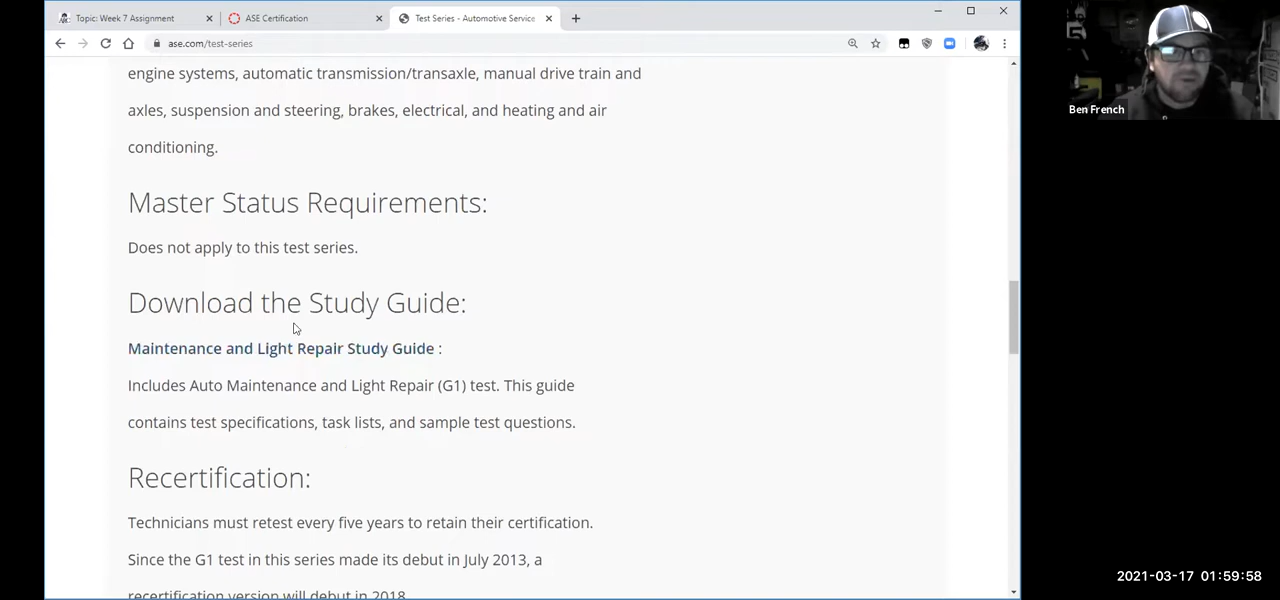 Topic: Week 7 Assignment
ASE Certification
Test Series - Automotive Service
ase.com/test-series
engine systems, automatic transmission/transaxle, manual drive train and
axles, suspension and steering, brakes, electrical, and heating and air
conditioning.
Master Status Requirements:
Does not apply to this test series.
Download the Study Guide:
Maintenance and Light Repair Study Guide :
Includes Auto Maintenance and Light Repair (G1) test. This guide
contains test specifications, task lists, and sample test questions.
Recertification:
Technicians must retest every five years to retain their certification.
Since the G1 test in this series made its debut in July 2013, a
recertification version will debut in 2018.
Ben French
2021-03-17 01:59:58